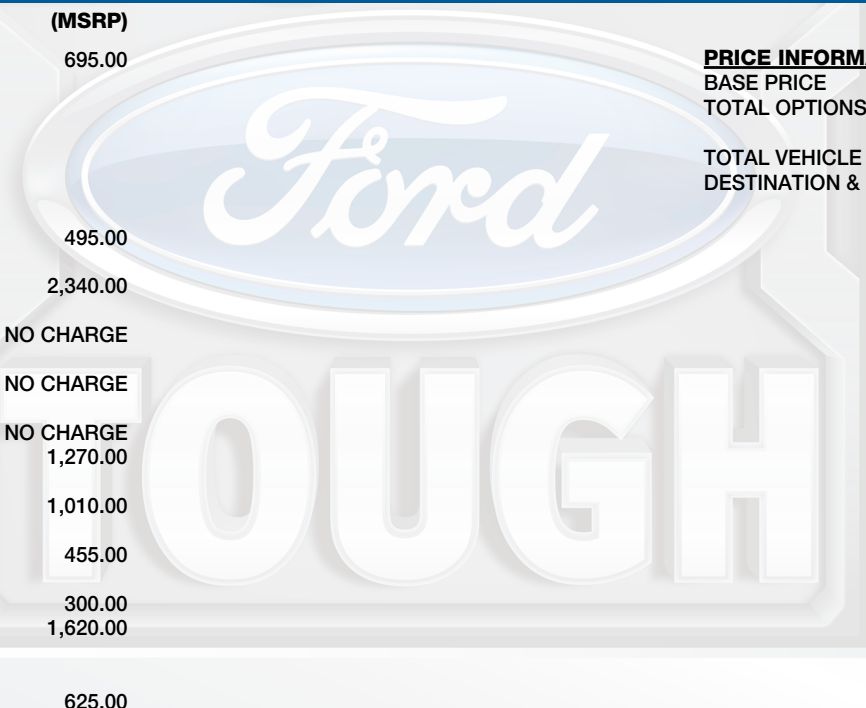 (MSRP)
695.00
495.00
2,340.00
NO CHARGE
NO CHARGE
NO CHARGE
1,270.00
1,010.00
455.00
300.00
1,620.00
625.00
PRICE INFORM
BASE PRICE
TOTAL OPTIONS
TOTAL VEHICLE
DESTINATION &
Ford
TOUGH